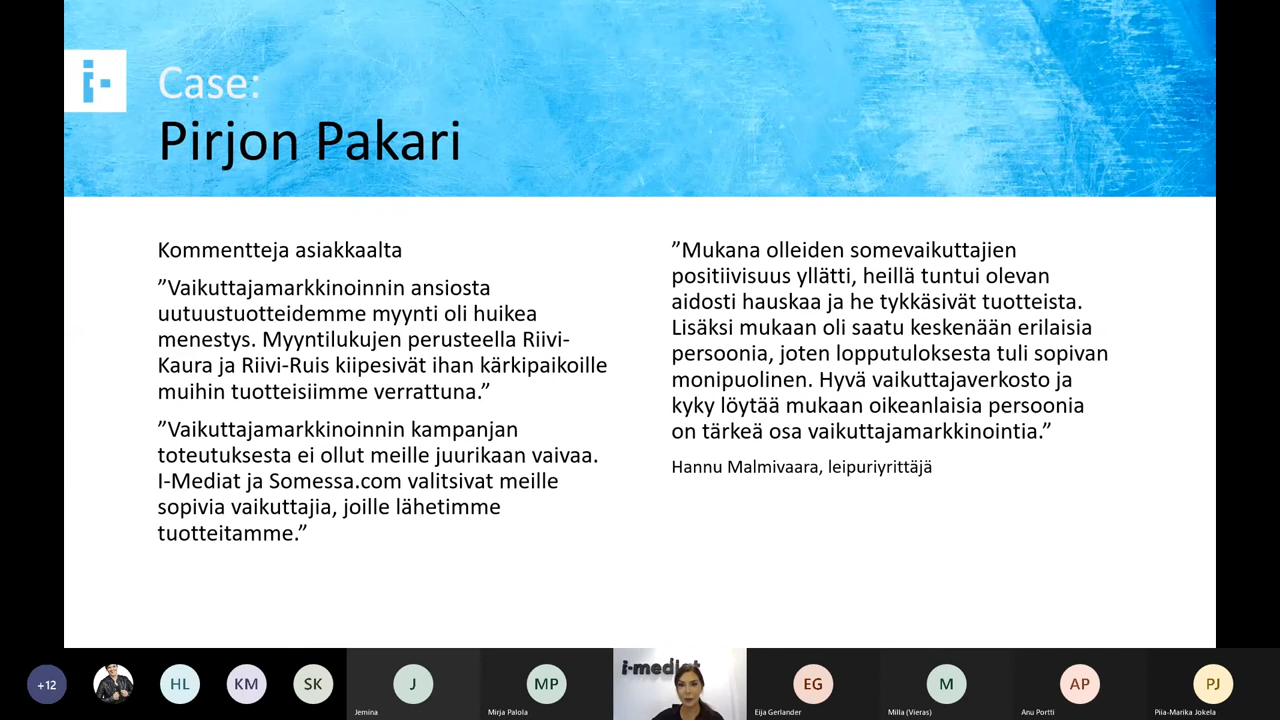 i-
Case:
Pirjon Pakari
Kommentteja asiakkaalta
”Vaikuttajamarkkinoinnin ansiosta
uutuustuotteidemme myynti oli huikea
menestys. Myyntilukujen perusteella Riivi-
Kaura ja Riivi-Ruis kiipesivät ihan kärkipaikoille
muihin tuotteisiimme verrattuna.”
”Vaikuttajamarkkinoinnin kampanjan
toteutuksesta ei ollut meille juurikaan vaivaa.
I-Mediat ja Somessa.com valitsivat meille
sopivia vaikuttajia, joille lähetimme
tuotteitamme.”
”Mukana olleiden somevaikuttajien
positiivisuus yllätti, heillä tuntui olevan
aidosti hauskaa ja he tykkäsivät tuotteista.
Lisäksi mukaan oli saatu keskenään erilaisia
persoonia, joten lopputuloksesta tuli sopivan
monipuolinen. Hyvä vaikuttajaverkosto ja
kyky löytää mukaan oikeanlaisia persoonia
on tärkeä osa vaikuttajamarkkinointia.”
Hannu Malmivaara, leipuriyrittäjä
+12
HL
KM
SK
J
Jemina
MP
Mirja Palola
i-mediat
EG
Eija Gerlander
M
Milla (Vieras)
AP
Anu Portti
PJ
Piia-Marika Jokela